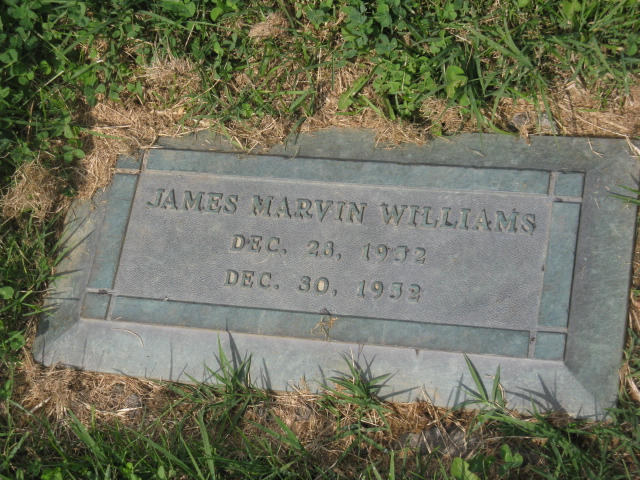 JAMES MARVIN WILLIAMS
DEC. 28, 1932
DEC. 30, 1932